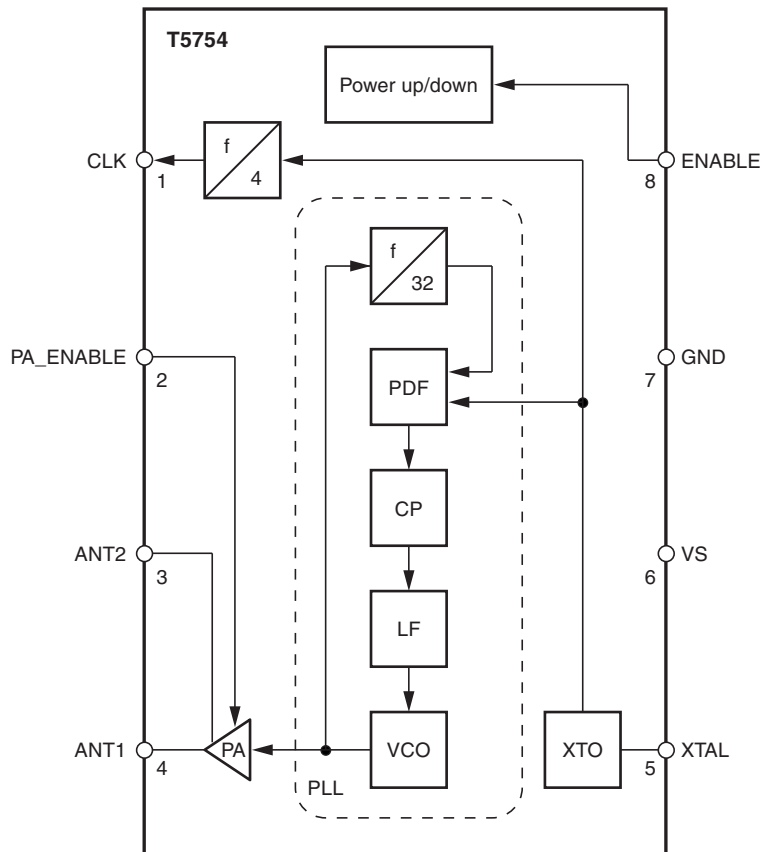 T5754
Power up/down
CLK
1
f
4
ENABLE
8
f
32
PA_ENABLE
2
PDF
GND
7
CP
ANT2
3
VS
6
LF
ANT1
4
PA
VCO
PLL
XTO
XTAL
5